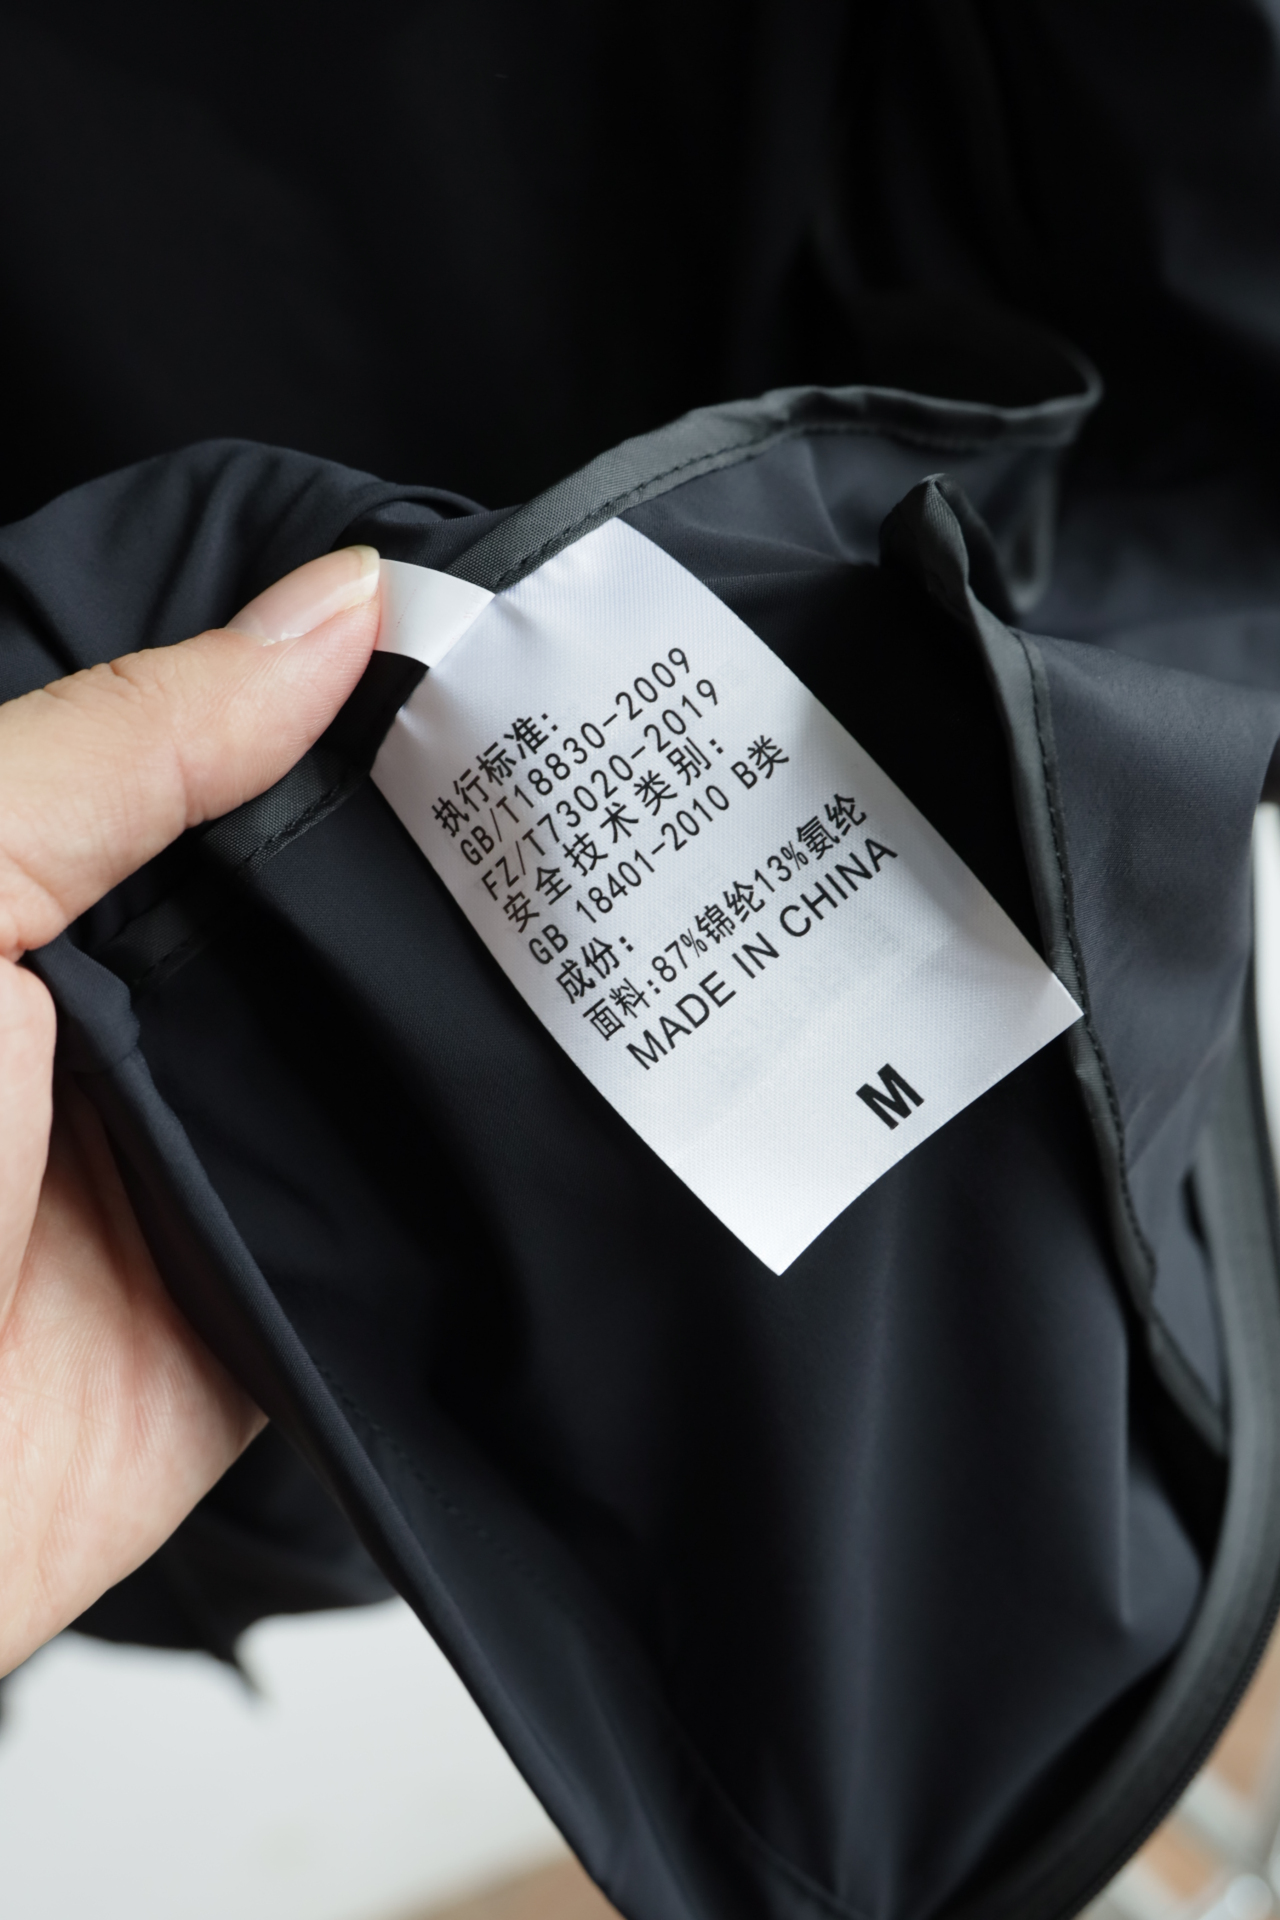 执行标准：
GB/T18830-2009
FZ/T73020-2019
安全技术类别：
GB 18401-2010 B类
成份：
面料：87%锦纶13%氨纶
MADE IN CHINA
M